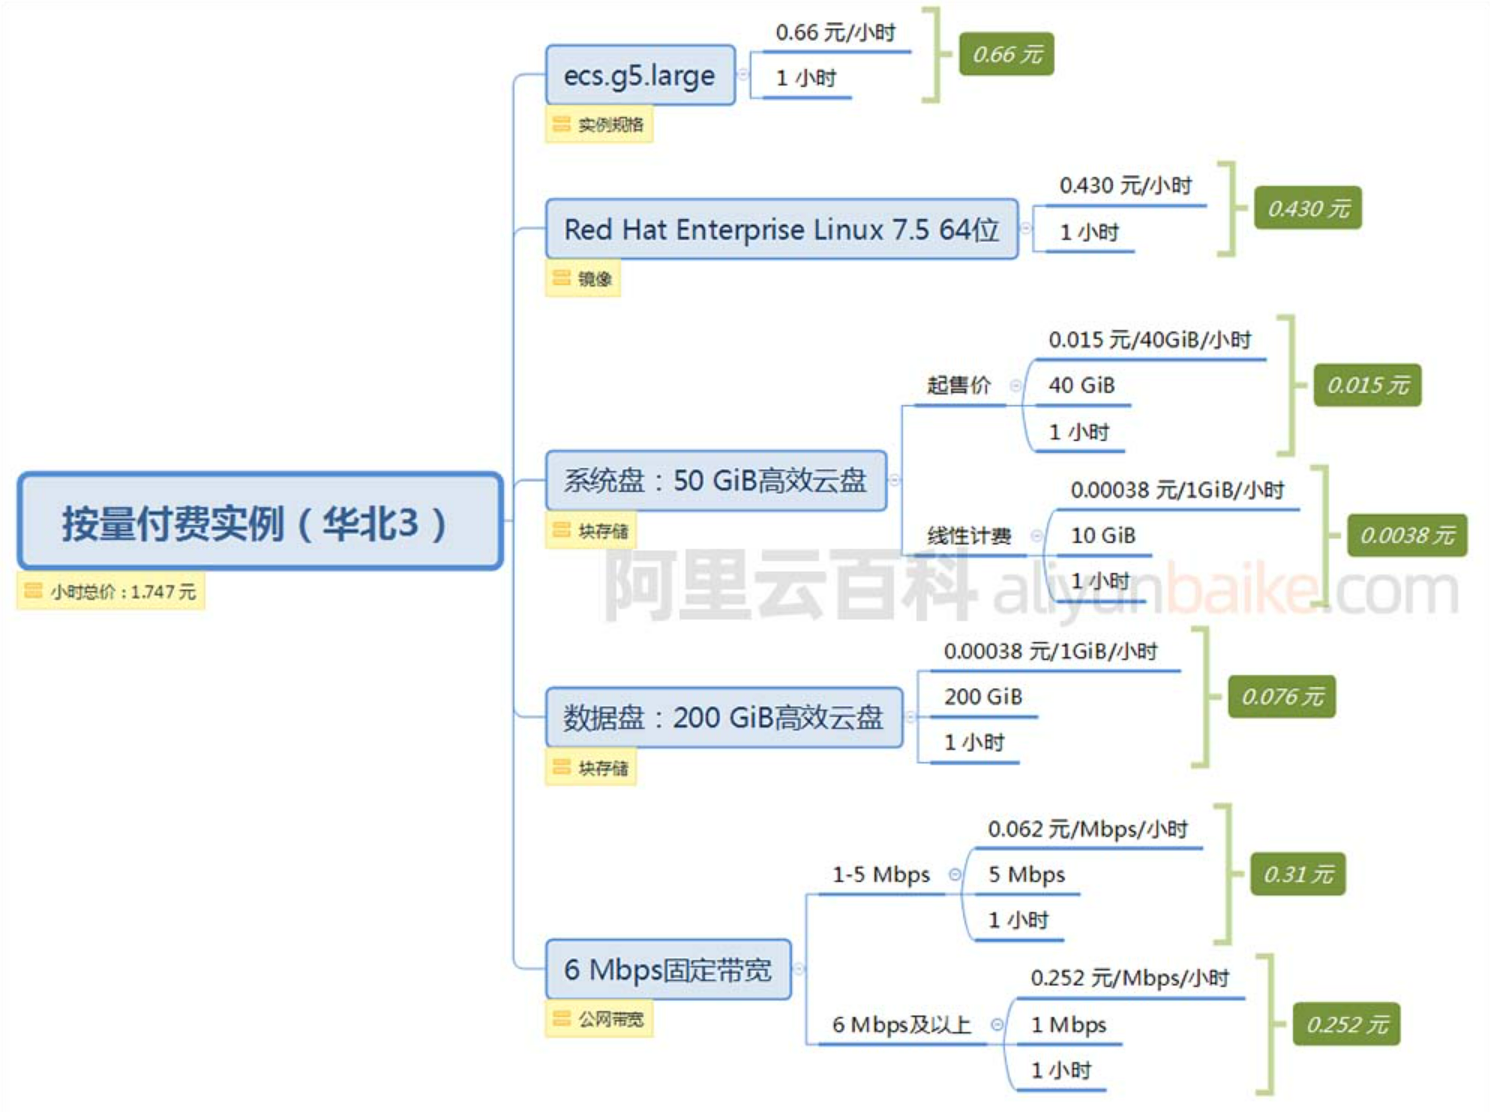 按量付费实例（华北3）
小时总价：1.747 元
ecs.g5.large
实例规格
0.66 元/小时
1 小时
0.66 元
Red Hat Enterprise Linux 7.5 64位
镜像
0.430 元/小时
1 小时
0.430 元
系统盘：50 GiB高效云盘
块存储
起售价
0.015 元/40GiB/小时
40 GiB
1 小时
0.015 元
线性计费
0.00038 元/1GiB/小时
10 GiB
1 小时
0.0038 元
阿里云百科 aliyunbaike.com
数据盘：200 GiB高效云盘
块存储
0.00038 元/1GiB/小时
200 GiB
1 小时
0.076 元
6 Mbps固定带宽
公网带宽
1-5 Mbps
0.062 元/Mbps/小时
5 Mbps
1 小时
0.31 元
6 Mbps及以上
0.252 元/Mbps/小时
1 Mbps
1 小时
0.252 元